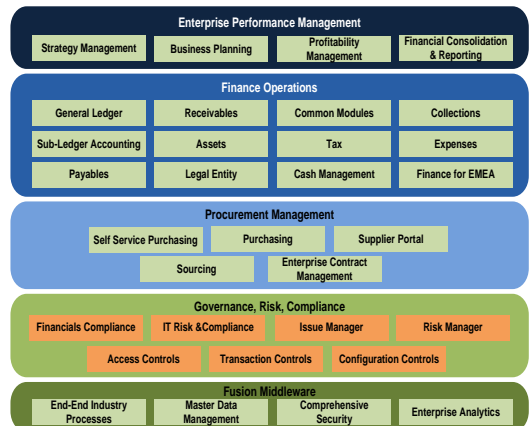 Enterprise Performance Management
Strategy Management
Business Planning
Profitability
Management
Financial Consolidation
& Reporting
Finance Operations
General Ledger
Receivables
Common Modules
Collections
Sub-Ledger Accounting
Assets
Tax
Expenses
Payables
Legal Entity
Cash Management
Finance for EMEA
Procurement Management
Self Service Purchasing
Purchasing
Supplier Portal
Sourcing
Enterprise Contract
Management
Governance, Risk, Compliance
Financials Compliance
IT Risk &Compliance
Issue Manager
Risk Manager
Access Controls
Transaction Controls
Configuration Controls
Fusion Middleware
End-End Industry
Processes
Master Data
Management
Comprehensive
Security
Enterprise Analytics